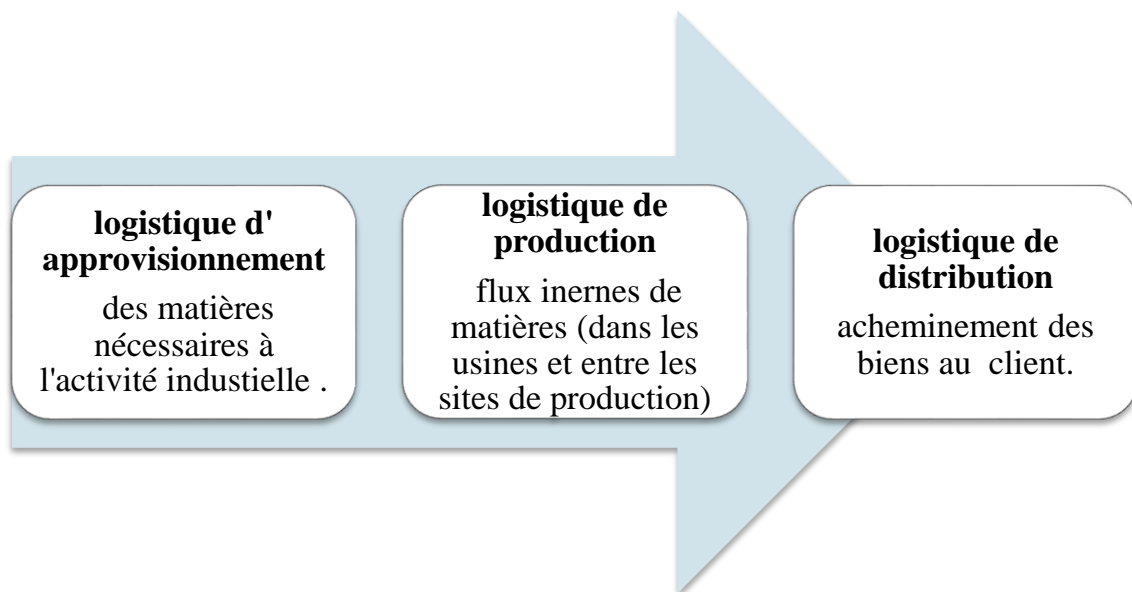 logistique d'
approvisionnement
des matières
nécessaires à
l'activité industielle .
logistique de
production
flux inernes de
matières (dans les
usines et entre les
sites de production)
logistique de
distribution
acheminement des
biens au  client.